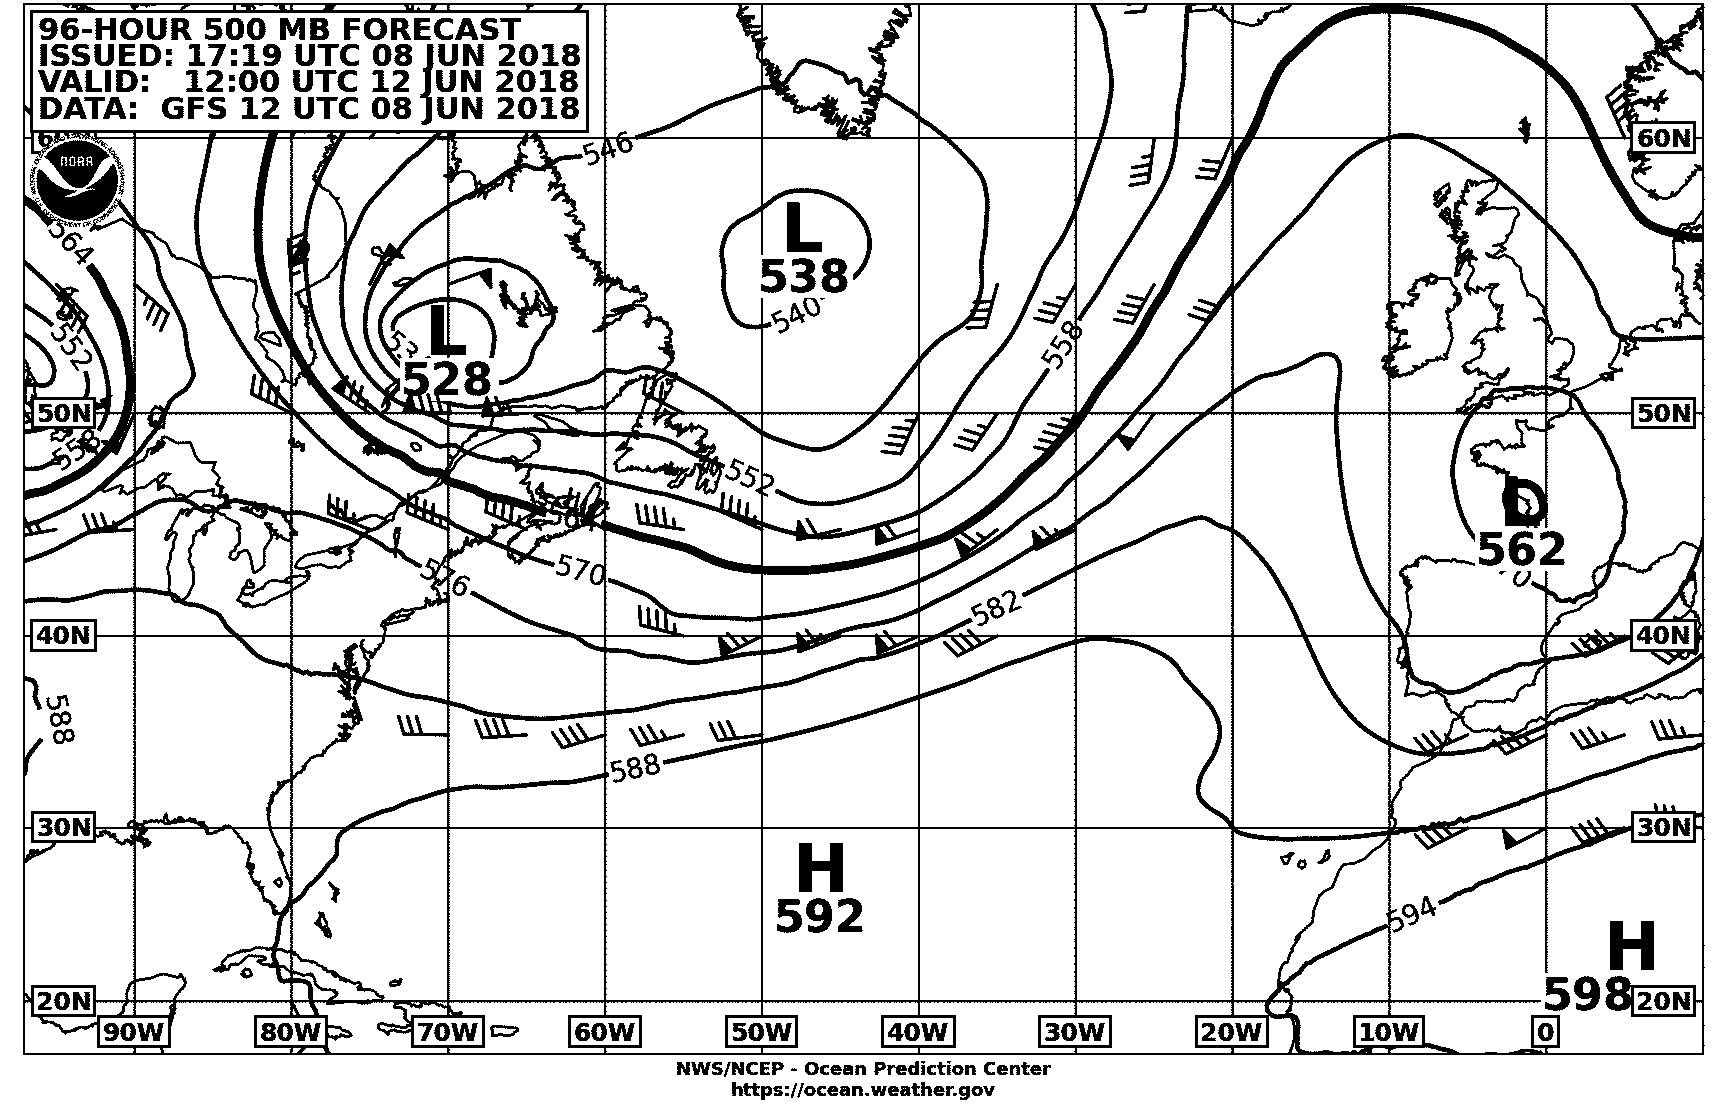 96-HOUR 500 MB FORECAST
ISSUED: 17:19 UTC 08 JUN 2018
VALID: 12:00 UTC 12 JUN 2018
DATA: GFS 12 UTC 08 JUN 2018
NOAA
546
60N
564
L
538
540
L
528
552
558
50N
558
50N
552
564
D
562
570
576
582
40N
40N
588
588
30N
30N
H
592
594
H
598
20N
20N
90W
80W
70W
60W
50W
40W
30W
20W
10W
0
NWS/NCEP - Ocean Prediction Center
https://ocean.weather.gov